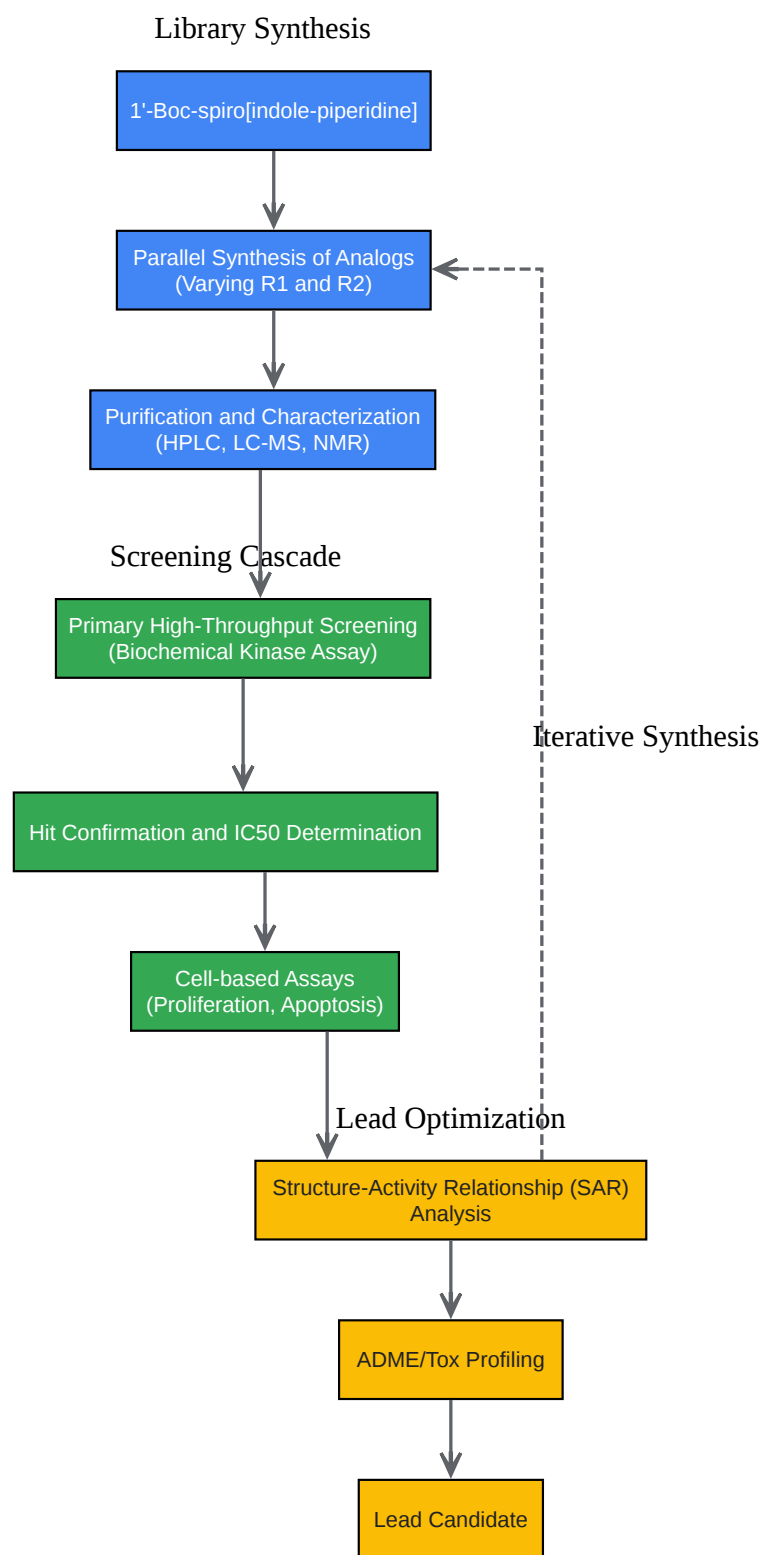 Library Synthesis
1'-Boc-spiro[indole-piperidine]
Parallel Synthesis of Analogs
(Varying R1 and R2)
Purification and Characterization
(HPLC, LC-MS, NMR)
Screening Cascade
Primary High-Throughput Screening
(Biochemical Kinase Assay)
Iterative Synthesis
Hit Confirmation and IC50 Determination
Cell-based Assays
(Proliferation, Apoptosis)
Lead Optimization
Structure-Activity Relationship (SAR)
Analysis
ADME/Tox Profiling
Lead Candidate